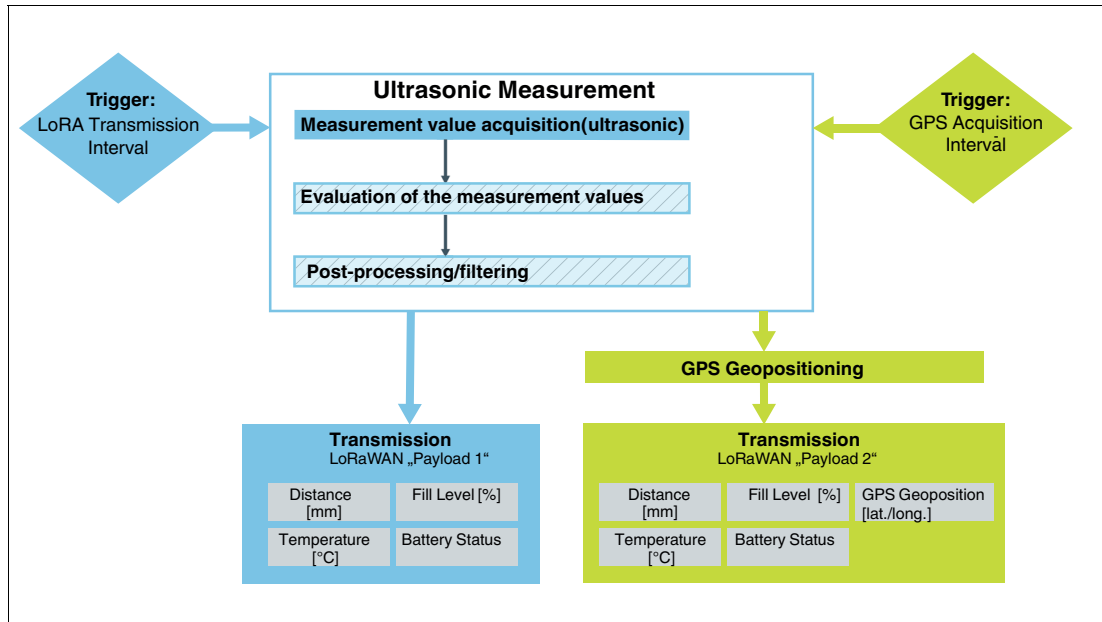 Trigger:
LoRA Transmission
Interval
Ultrasonic Measurement
Measurement value acquisition(ultrasonic)
Evaluation of the measurement values
Post-processing/filtering
Trigger:
GPS Acquisition
Interval
GPS Geopositioning
Transmission
LoRaWAN „Payload 1“
Distance
[mm]
Fill Level [%]
Temperature
[°C]
Battery Status
Transmission
LoRaWAN „Payload 2“
Distance
[mm]
Fill Level [%]
GPS Geoposition
[lat./long.]
Temperature
[°C]
Battery Status